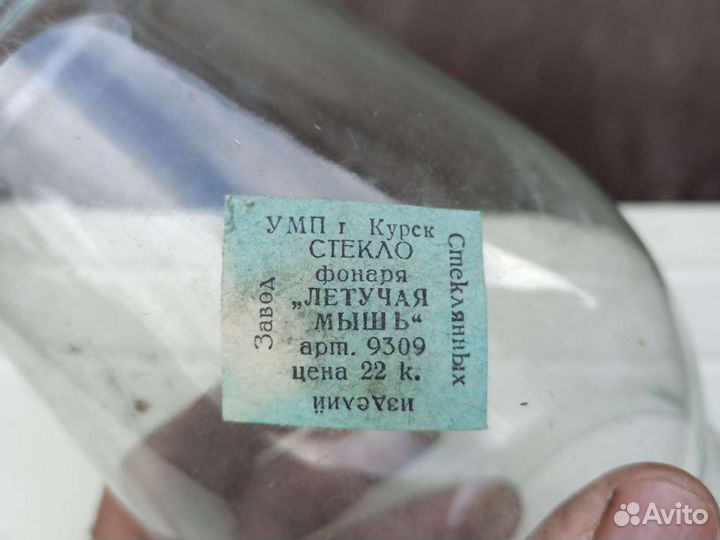 УМП г Курск
СТЕКЛО
фонаря
„ЛЕТУЧАЯ
МЫШЬ“
арт. 9309
цена 22 к.
Завод
Стеклянных
изделий
Avito